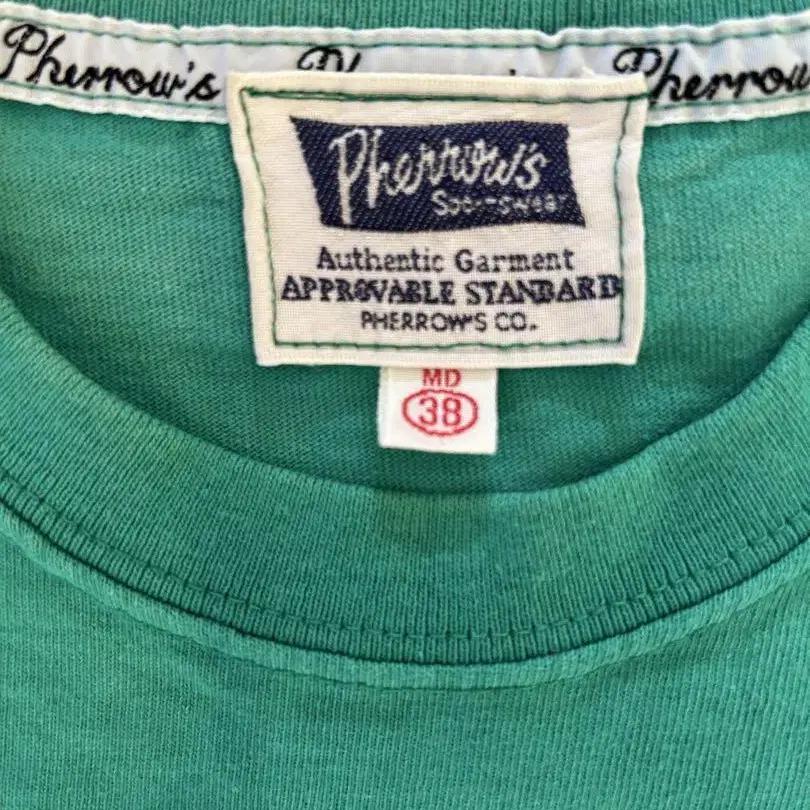 Pherrow's Pherrow's
Pherrow's
Sportswear
Authentic Garment
APPROVABLE STANDARD
PHERROW'S CO.
MD
38